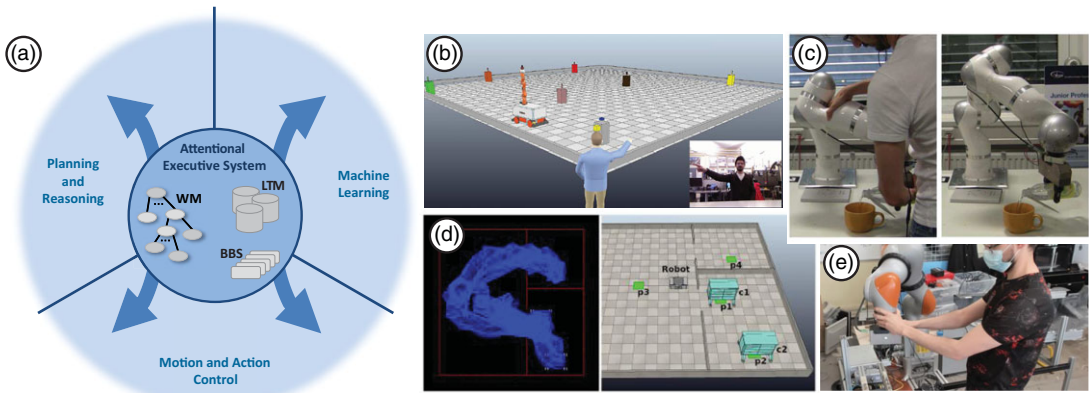 (a)
Attentional
Executive System
WM
LTM
BBS
Planning
and
Reasoning
Machine
Learning
Motion and Action
Control
(b)
(c)
Junior Profe
(d)
Robot
p4
p3
c1
p1
c2
p2
(e)